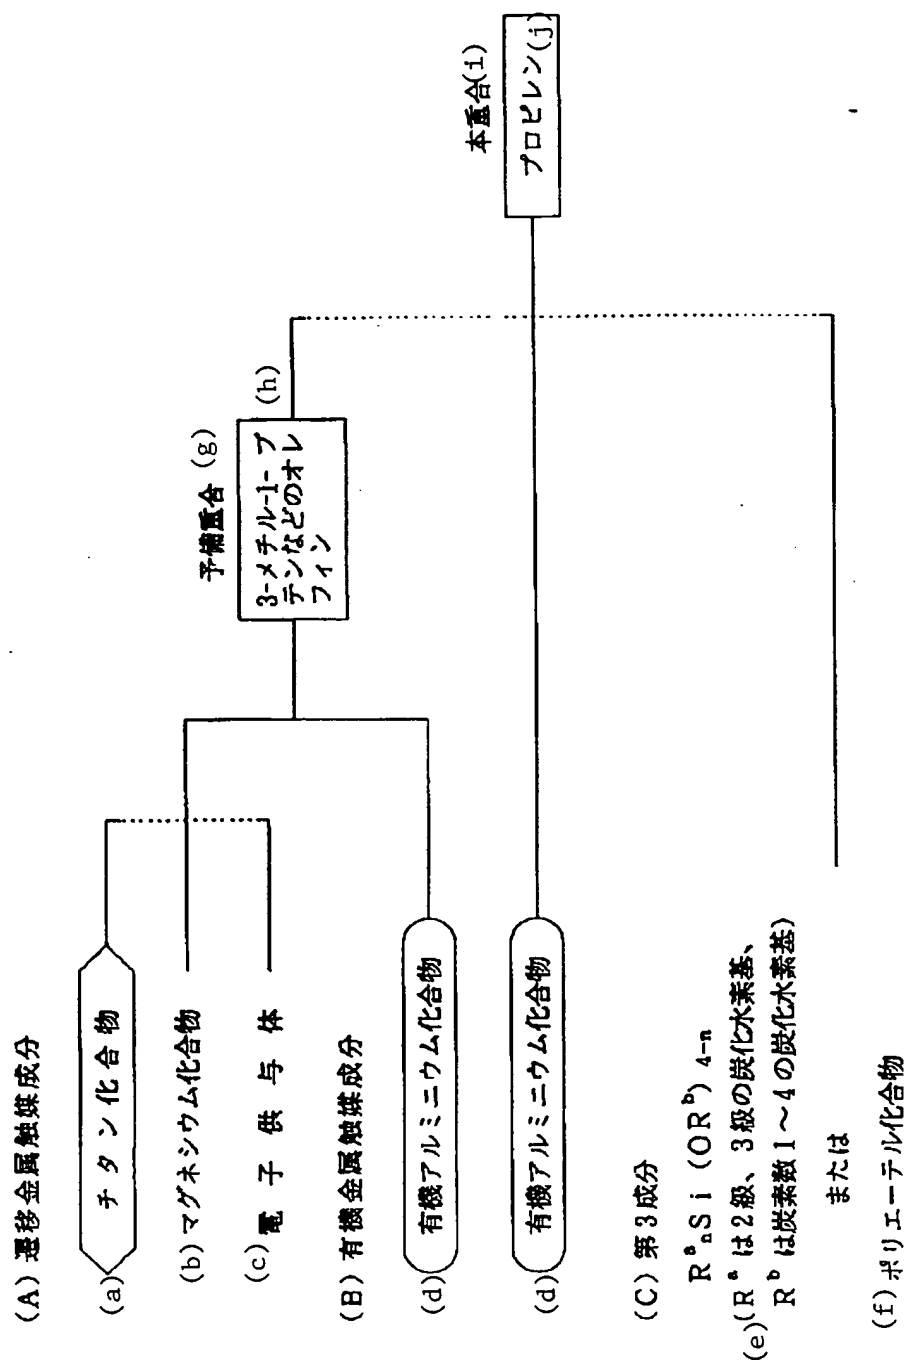 (A) 遷移金属触媒成分
(a) チタン化合物
(b) マグネシウム化合物
(c) 電子供与体
(B) 有機金属触媒成分
(d) 有機アルミニウム化合物
(d) 有機アルミニウム化合物
(C) 第3成分
RᵃₙSi(ORᵇ)₄₋ₙ
(e) (Rᵃは2級、3級の炭化水素基、
Rᵇは炭素数1〜4の炭化水素基)
または
(f) ポリエーテル化合物
予備重合 (g)
3-メチル-1-ブ
テンなどのオレ
フィン
(h)
本重合(i)
プロピレン(j)